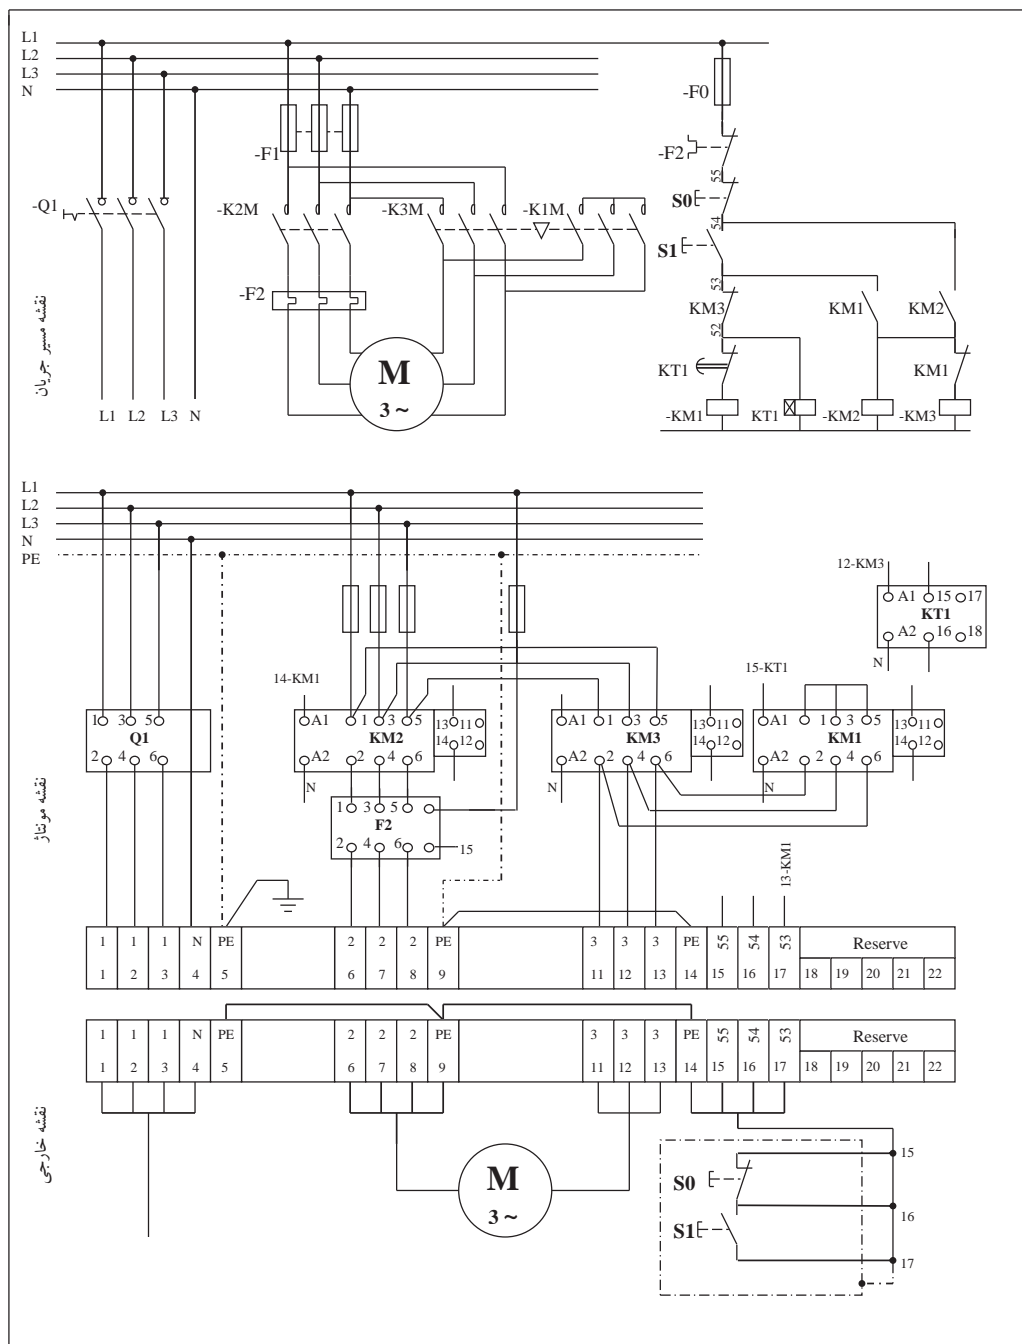 L1
L2
L3
N
-F0
-F1
-F2
55
S0
-Q1
-K2M
-K3M
-K1M
54
S1
-F2
53
KM3
KM1
KM2
52
نقشه مسیر جریان
M
3 ~
KT1
KM1
L1
L2
L3
N
-KM1
KT1
-KM2
-KM3
L1
L2
L3
N
PE
12-KM3
A1
15
17
KT1
A2
16
18
N
14-KM1
15-KT1
1
3
5
Q1
2
4
6
A1
1
3
5
13
11
KM2
14
12
A2
2
4
6
N
A1
1
3
5
13
11
KM3
14
12
A2
2
4
6
N
A1
1
3
5
13
11
KM1
14
12
A2
2
4
6
N
نقشه مونتاژ
1
3
5
F2
2
4
6
15
13-KM1
1 1 1 N PE 2 2 2 PE 3 3 3 PE 55 54 53 Reserve
1 2 3 4 5 6 7 8 9 11 12 13 14 15 16 17 18 19 20 21 22
1 1 1 N PE 2 2 2 PE 3 3 3 PE 55 54 53 Reserve
1 2 3 4 5 6 7 8 9 11 12 13 14 15 16 17 18 19 20 21 22
نقشه خارجی
M
3 ~
15
S0
16
S1
17